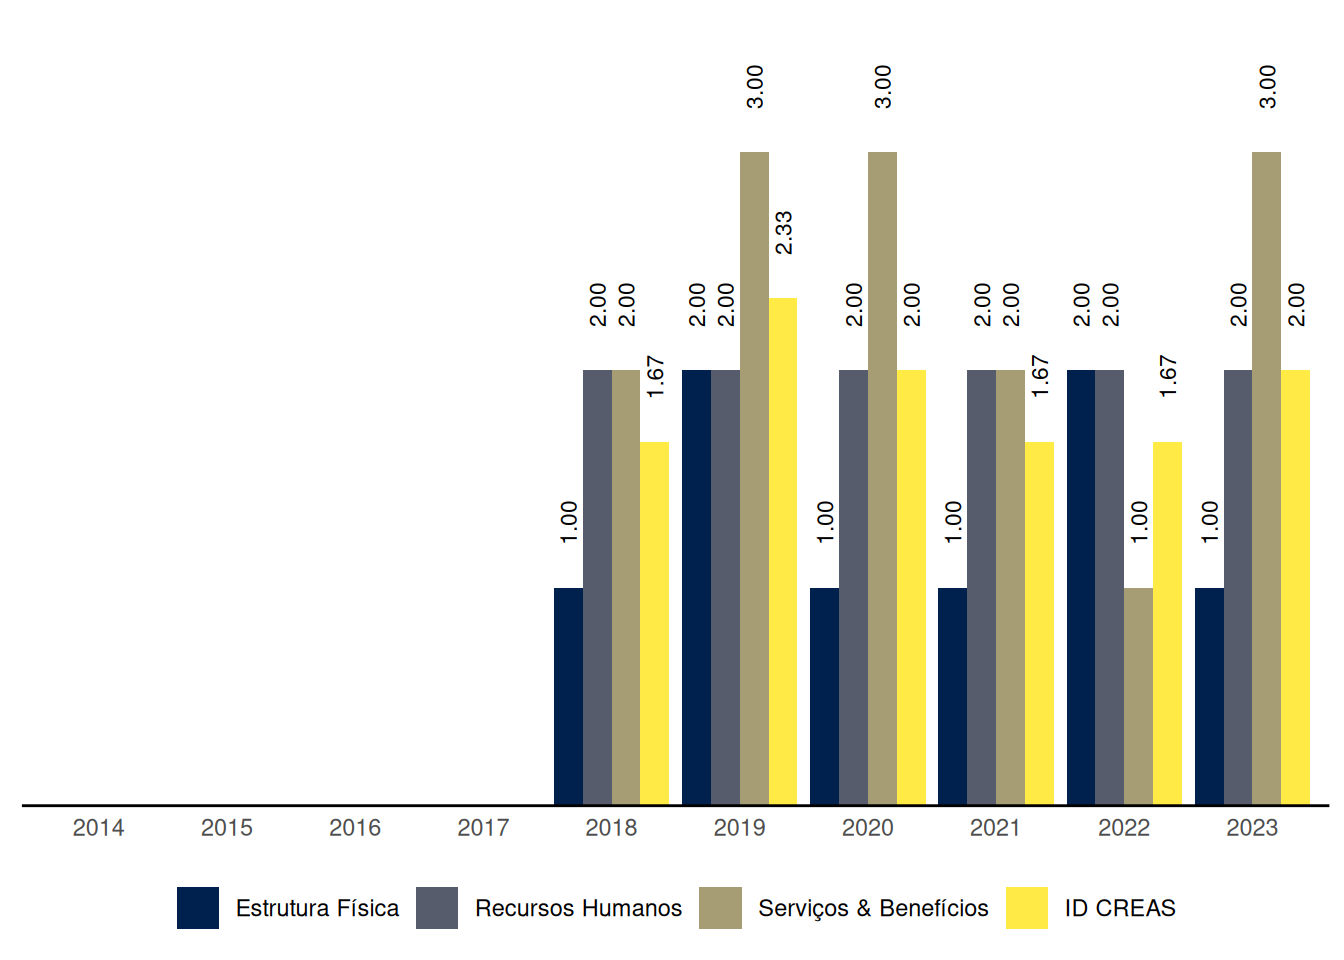 3.00 3.00 3.00
2.33
2.00 2.00 2.00 2.00 2.00 2.00 2.00 2.00 2.00 2.00 2.00 2.00
1.67 1.67 1.67
1.00 1.00 1.00 1.00 1.00
2014 2015 2016 2017 2018 2019 2020 2021 2022 2023
Estrutura Física Recursos Humanos Serviços & Benefícios ID CREAS